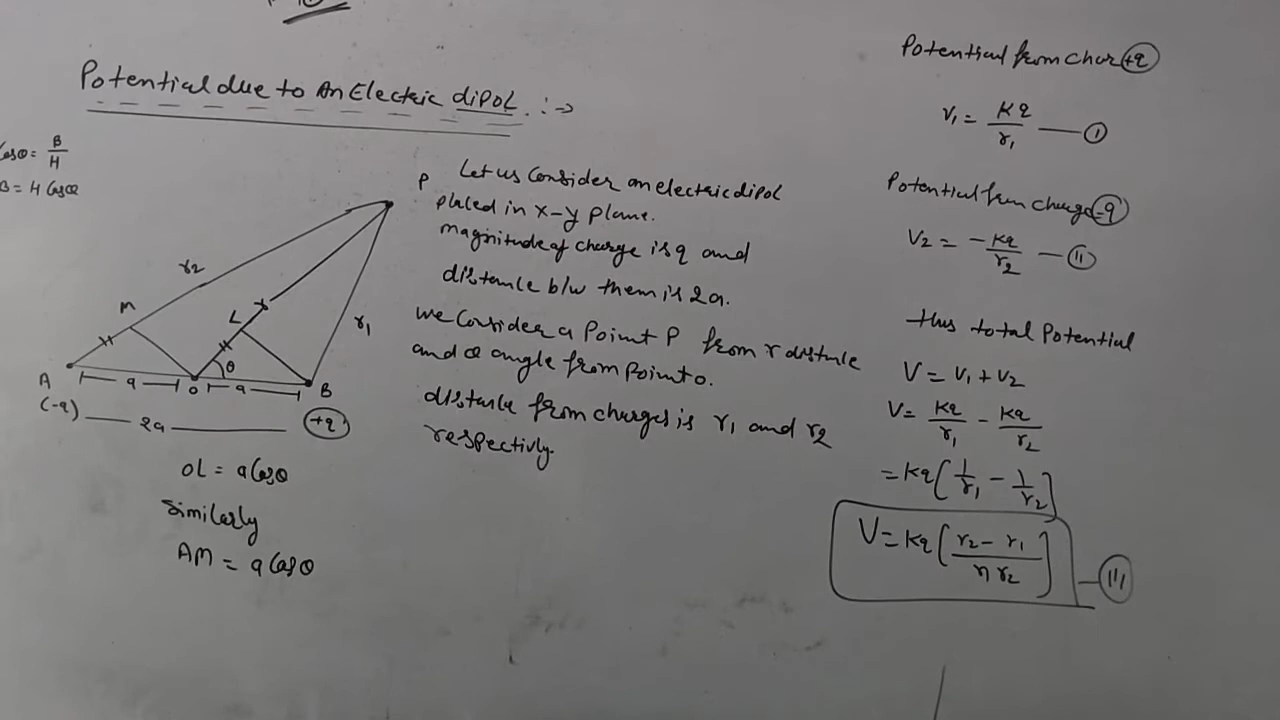 Potential due to An Electric dipol. :->
Cosθ = B/H
B = H Cosθ
P
r2
M
L
r
r1
θ
A
a
o
a
B
(-q)
2a
(+q)
OL = a Cosθ
Similarly
AM = a Cosθ
Let us Consider an electric dipol
placed in x-y plane.
magnitude of charge is q and
distance b/w them is 2a.
we Consider a Point P from r distance
and θ angle from Point o.
distance from charges is r1 and r2
respectivly.
Potential from char +q
V1 = Kq/r1 — (I)
Potential from charge -q
V2 = -Kq/r2 — (II)
thus total Potential
V = V1 + V2
V = Kq/r1 - Kq/r2
= Kq [1/r1 - 1/r2]
V = Kq [r2 - r1/r1 r2] — (III)